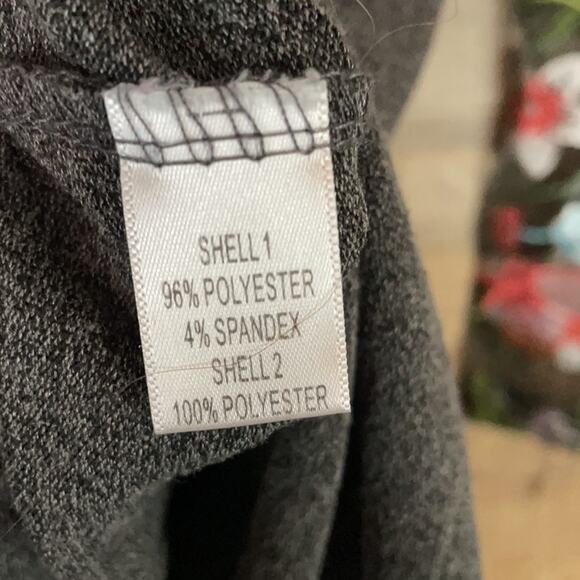 SHELL 1
96% POLYESTER
4% SPANDEX
SHELL 2
100% POLYESTER